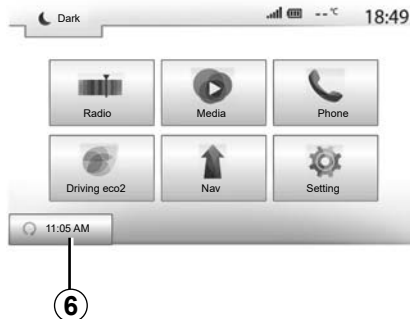 Dark
--°C 18:49
Radio Media Phone
Driving eco2 Nav Setting
11:05 AM
6